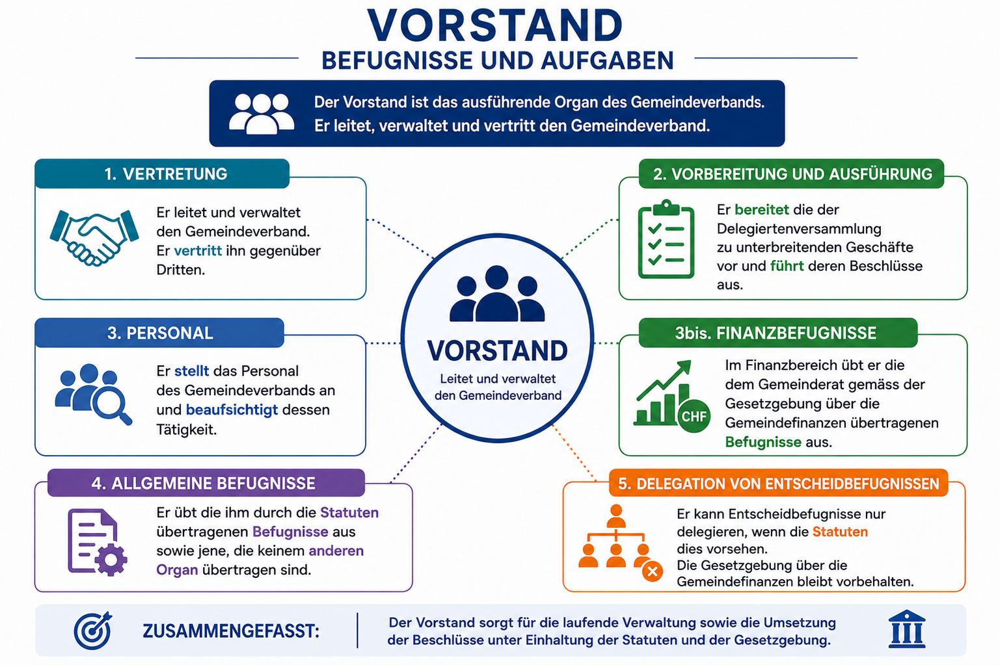 VORSTAND
BEFUGNISSE UND AUFGABEN
Der Vorstand ist das ausführende Organ des Gemeindeverbands.
Er leitet, verwaltet und vertritt den Gemeindeverband.
1. VERTRETUNG
Er leitet und verwaltet
den Gemeindeverband.
Er vertritt ihn gegenüber
Dritten.
2. VORBEREITUNG UND AUSFÜHRUNG
Er bereitet die der
Delegiertenversammlung
zu unterbreitenden Geschäfte
vor und führt deren Beschlüsse
aus.
VORSTAND
Leitet und verwaltet
den Gemeindeverband
3. PERSONAL
Er stellt das Personal
des Gemeindeverbands an
und beaufsichtigt dessen
Tätigkeit.
3bis. FINANZBEFUGNISSE
CHF
Im Finanzbereich übt er die
dem Gemeinderat gemäss der
Gesetzgebung über die
Gemeindefinanzen übertragenen
Befugnisse aus.
4. ALLGEMEINE BEFUGNISSE
Er übt die ihm durch die Statuten
übertragenen Befugnisse aus
sowie jene, die keinem anderen
Organ übertragen sind.
5. DELEGATION VON ENTSCHEIDBEFUGNISSEN
Er kann Entscheidbefugnisse nur
delegieren, wenn die Statuten
dies vorsehen.
Die Gesetzgebung über die
Gemeindefinanzen bleibt vorbehalten.
ZUSAMMENGEFASST:
Der Vorstand sorgt für die laufende Verwaltung sowie die Umsetzung
der Beschlüsse unter Einhaltung der Statuten und der Gesetzgebung.